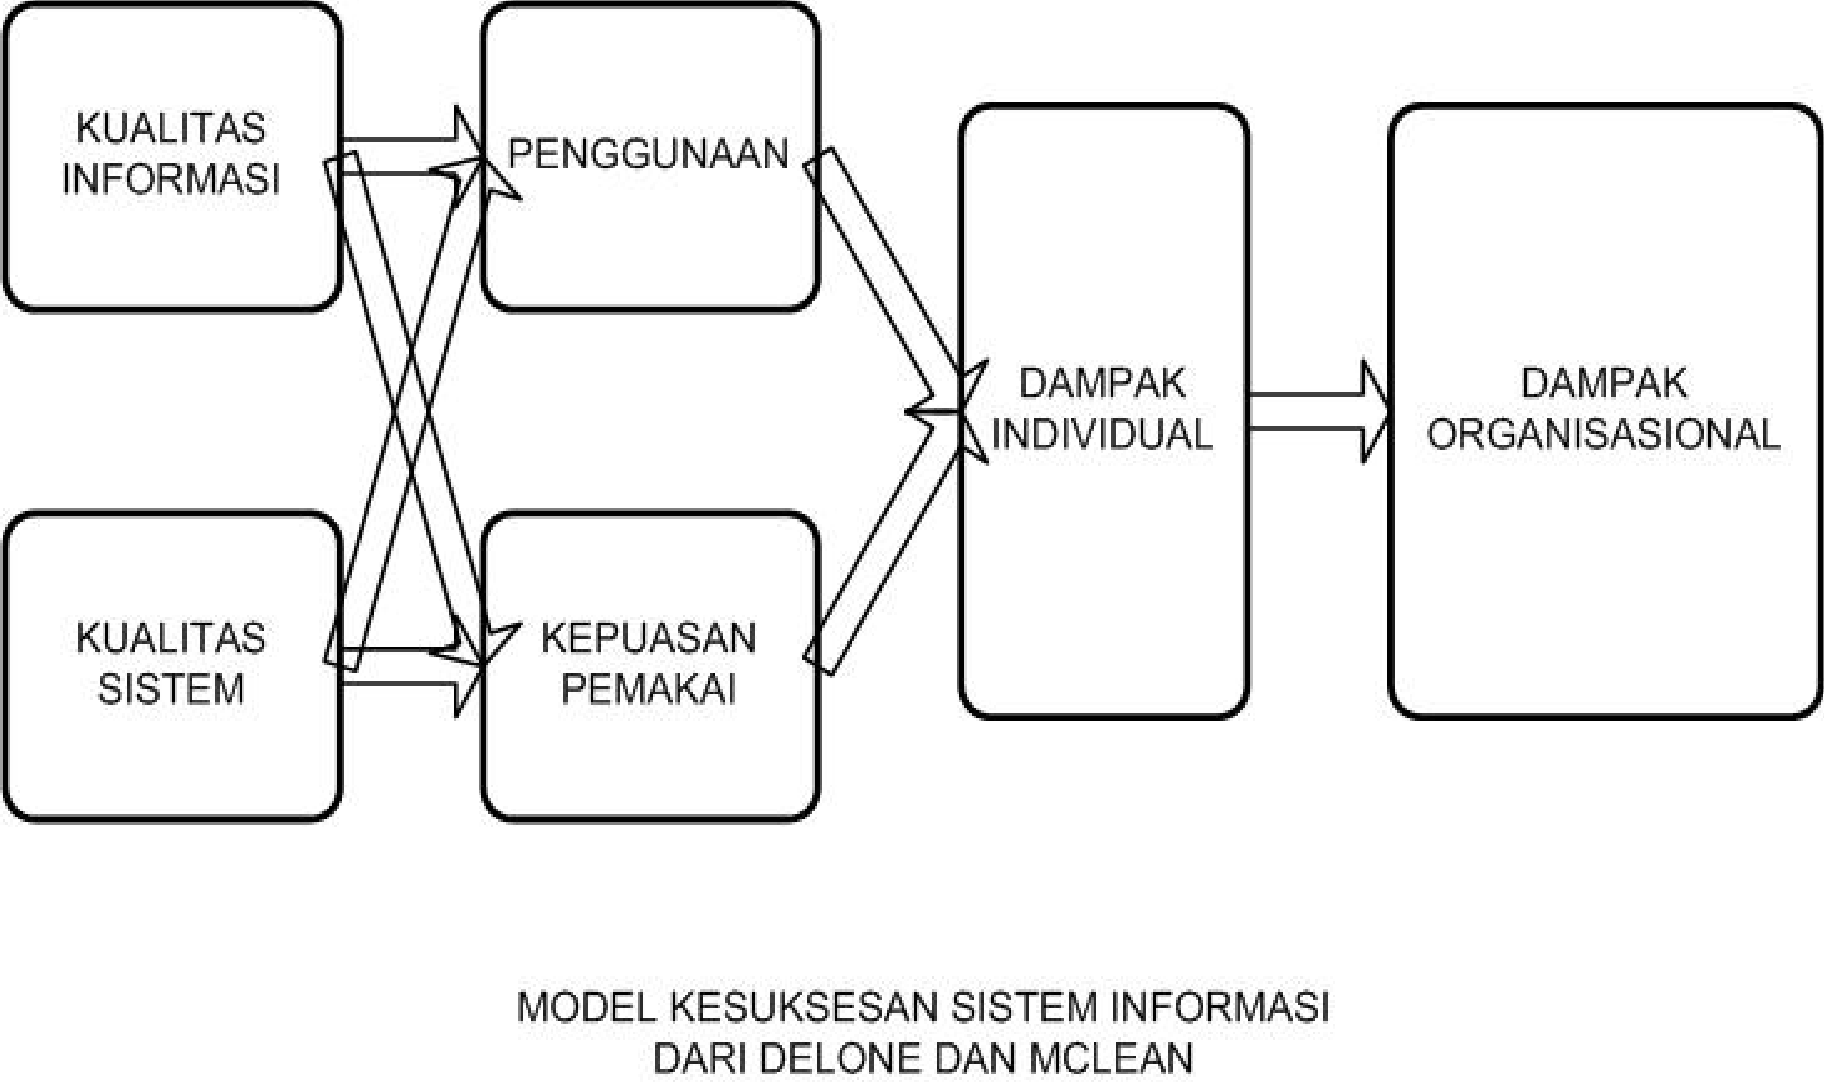 KUALITAS
INFORMASI
PENGGUNAAN
KUALITAS
SISTEM
KEPUASAN
PEMAKAI
DAMPAK
INDIVIDUAL
DAMPAK
ORGANISASIONAL
MODEL KESUKSESAN SISTEM INFORMASI
DARI DELONE DAN MCLEAN